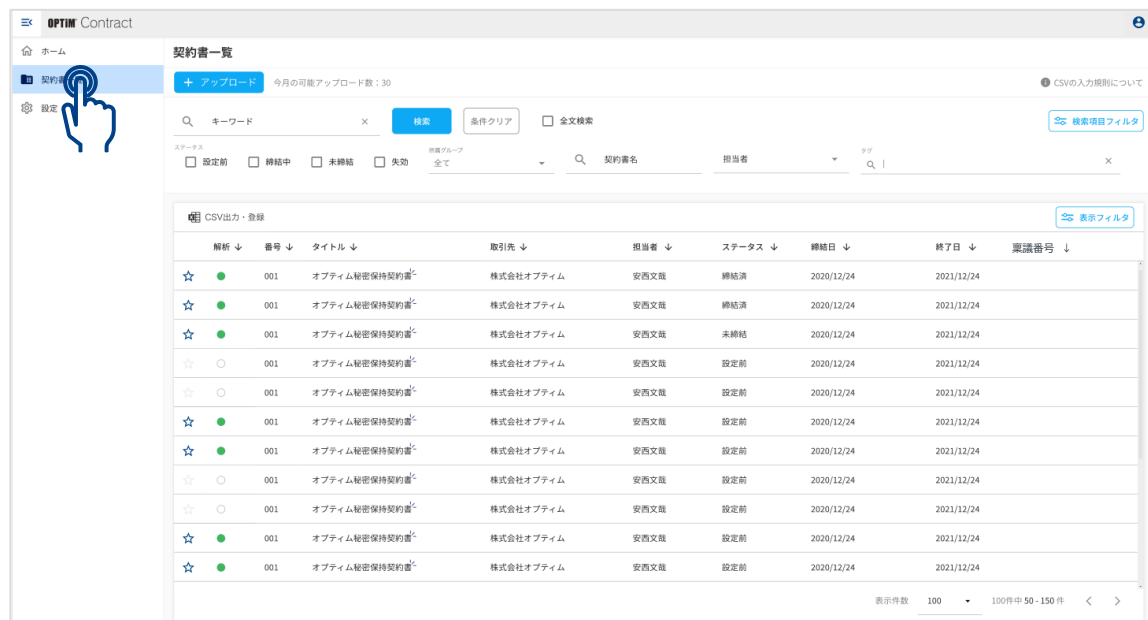 OPTiM Contract
ホーム
契約書
設定
契約書一覧
＋ アップロード 今月の可能アップロード数：30 CSVの入力規則について
キーワード 検索 条件クリア 全文検索 検索項目フィルタ
ステータス 所属グループ タグ
設定前 締結中 未締結 失効 全て 契約書名 担当者
CSV出力・登録 表示フィルタ
解析 ↓ 番号 ↓ タイトル ↓ 取引先 ↓ 担当者 ↓ ステータス ↓ 締結日 ↓ 終了日 ↓ 稟議番号 ↓
001 オプティム秘密保持契約書 株式会社オプティム 安西文哉 締結済 2020/12/24 2021/12/24
001 オプティム秘密保持契約書 株式会社オプティム 安西文哉 締結済 2020/12/24 2021/12/24
001 オプティム秘密保持契約書 株式会社オプティム 安西文哉 未締結 2020/12/24 2021/12/24
001 オプティム秘密保持契約書 株式会社オプティム 安西文哉 設定前 2020/12/24 2021/12/24
001 オプティム秘密保持契約書 株式会社オプティム 安西文哉 設定前 2020/12/24 2021/12/24
001 オプティム秘密保持契約書 株式会社オプティム 安西文哉 設定前 2020/12/24 2021/12/24
001 オプティム秘密保持契約書 株式会社オプティム 安西文哉 設定前 2020/12/24 2021/12/24
001 オプティム秘密保持契約書 株式会社オプティム 安西文哉 設定前 2020/12/24 2021/12/24
001 オプティム秘密保持契約書 株式会社オプティム 安西文哉 設定前 2020/12/24 2021/12/24
001 オプティム秘密保持契約書 株式会社オプティム 安西文哉 設定前 2020/12/24 2021/12/24
001 オプティム秘密保持契約書 株式会社オプティム 安西文哉 設定前 2020/12/24 2021/12/24
表示件数 100 100件中 50 - 150 件